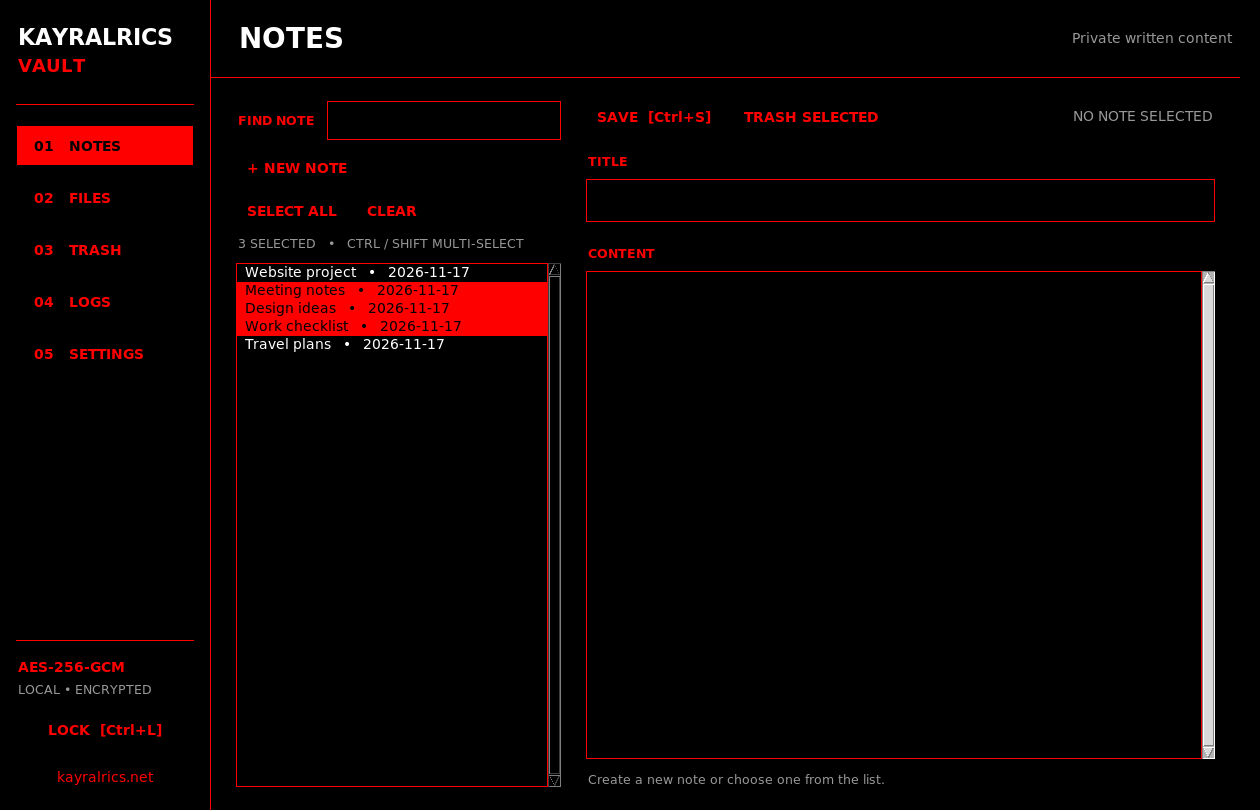 KAYRALRICS
VAULT
01 NOTES
02 FILES
03 TRASH
04 LOGS
05 SETTINGS
AES-256-GCM
LOCAL • ENCRYPTED
LOCK [Ctrl+L]
kayralrics.net
NOTES
Private written content
FIND NOTE
+ NEW NOTE
SELECT ALL CLEAR
3 SELECTED • CTRL / SHIFT MULTI-SELECT
Website project • 2026-11-17
Meeting notes • 2026-11-17
Design ideas • 2026-11-17
Work checklist • 2026-11-17
Travel plans • 2026-11-17
SAVE [Ctrl+S] TRASH SELECTED
NO NOTE SELECTED
TITLE
CONTENT
Create a new note or choose one from the list.